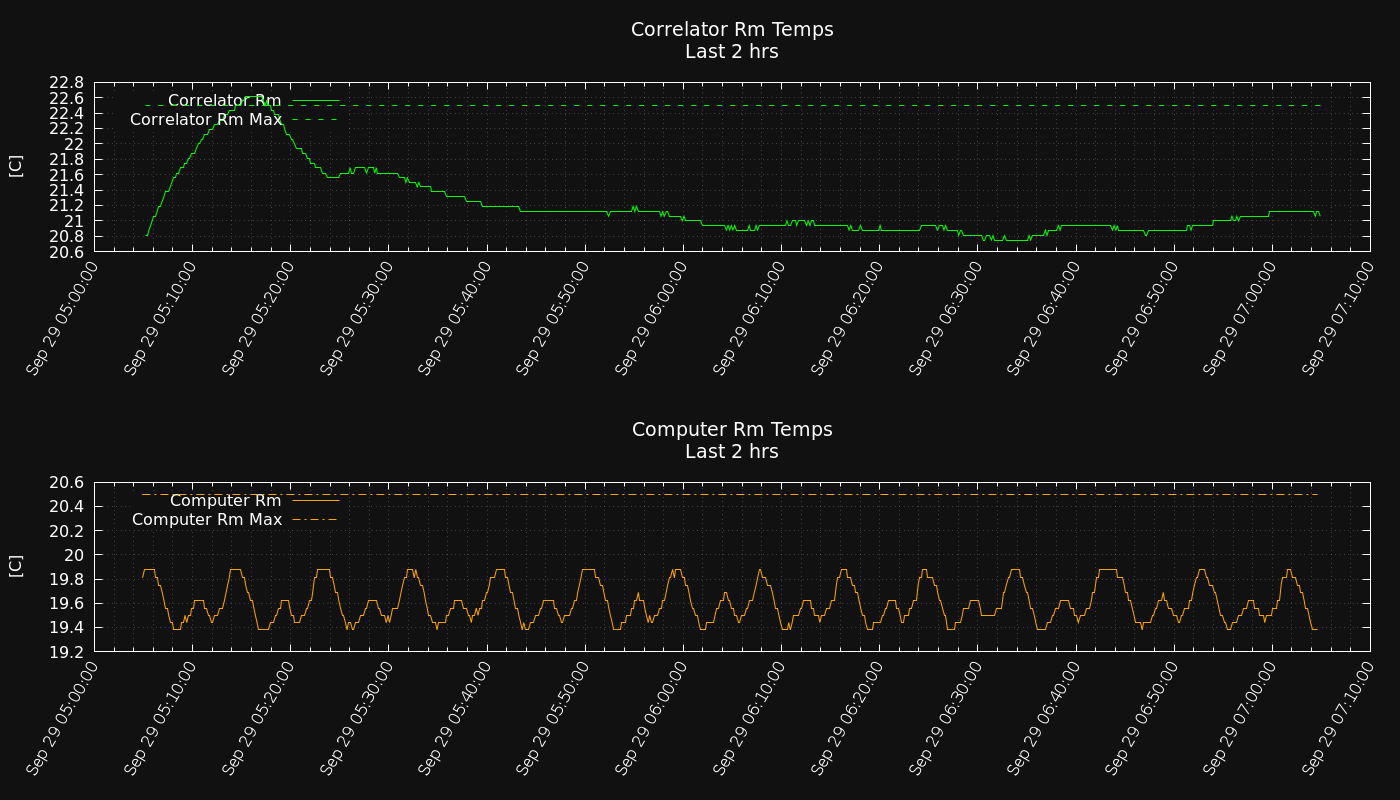 Correlator Rm Temps
Last 2 hrs
22.8
22.6
22.4
22.2
22
21.8
21.6
21.4
21.2
21
20.8
20.6
[C]
Correlator Rm
Correlator Rm Max
Sep 29 05:00:00
Sep 29 05:10:00
Sep 29 05:20:00
Sep 29 05:30:00
Sep 29 05:40:00
Sep 29 05:50:00
Sep 29 06:00:00
Sep 29 06:10:00
Sep 29 06:20:00
Sep 29 06:30:00
Sep 29 06:40:00
Sep 29 06:50:00
Sep 29 07:00:00
Sep 29 07:10:00
Computer Rm Temps
Last 2 hrs
20.6
20.4
20.2
20
19.8
19.6
19.4
19.2
[C]
Computer Rm
Computer Rm Max
Sep 29 05:00:00
Sep 29 05:10:00
Sep 29 05:20:00
Sep 29 05:30:00
Sep 29 05:40:00
Sep 29 05:50:00
Sep 29 06:00:00
Sep 29 06:10:00
Sep 29 06:20:00
Sep 29 06:30:00
Sep 29 06:40:00
Sep 29 06:50:00
Sep 29 07:00:00
Sep 29 07:10:00